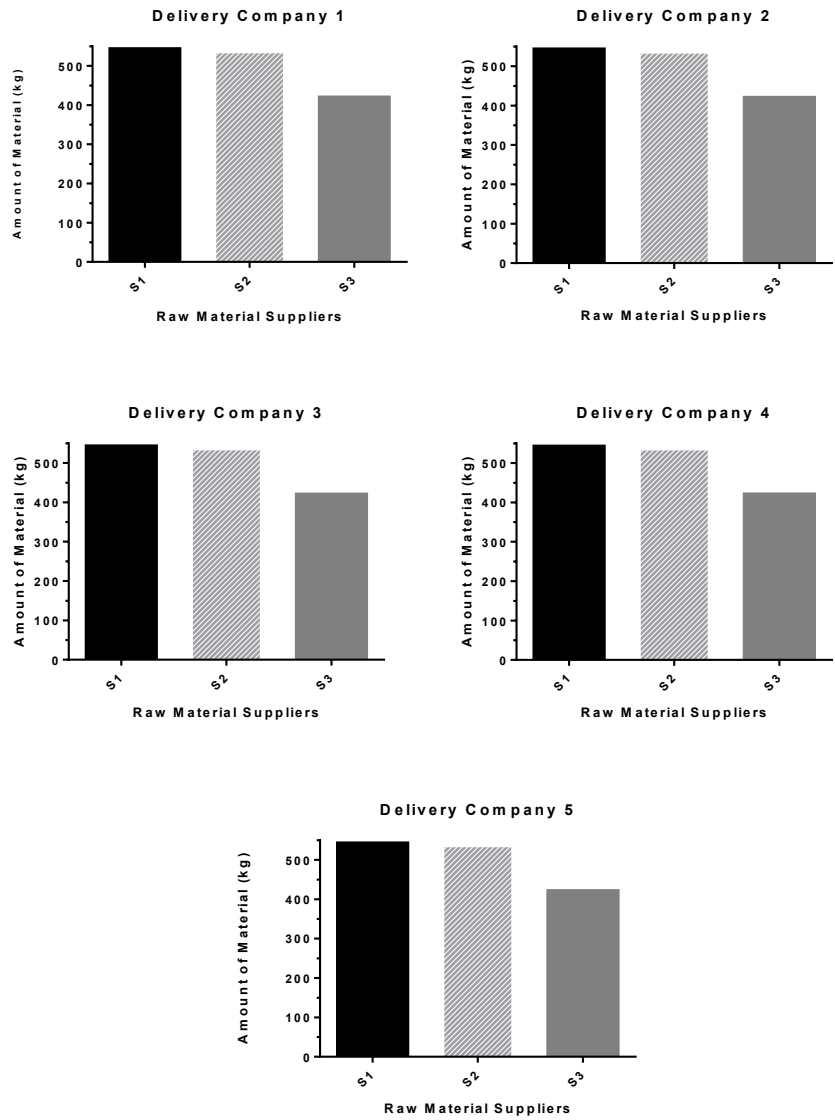 Delivery Company 1
Amount of Material (kg)
500
400
300
200
100
0
S1
S2
S3
Raw Material Suppliers
Delivery Company 2
Amount of Material (kg)
500
400
300
200
100
0
S1
S2
S3
Raw Material Suppliers
Delivery Company 3
Amount of Material (kg)
500
400
300
200
100
0
S1
S2
S3
Raw Material Suppliers
Delivery Company 4
Amount of Material (kg)
500
400
300
200
100
0
S1
S2
S3
Raw Material Suppliers
Delivery Company 5
Amount of Material (kg)
500
400
300
200
100
0
S1
S2
S3
Raw Material Suppliers